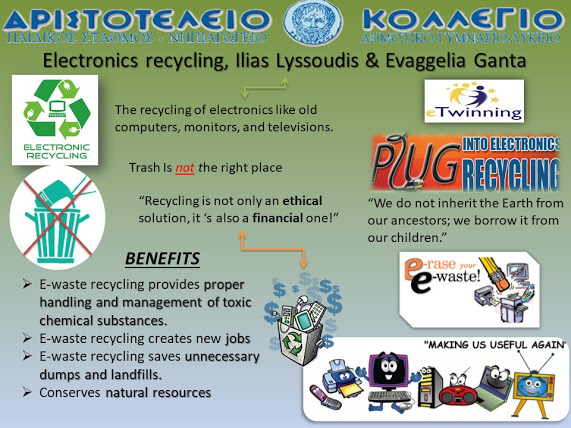 ΑΡΙΣΤΟΤΕΛΕΙΟ
ΚΟΛΛΕΓΙΟ
ΠΑΙΔΙΚΟΣ ΣΤΑΘΜΟΣ - ΝΗΠΙΑΓΩΓΕΙΟ
ΔΗΜΟΤΙΚΟ-ΓΥΜΝΑΣΙΟ-ΛΥΚΕΙΟ
Electronics recycling, Ilias Lyssoudis & Evaggelia Ganta
ELECTRONIC
RECYCLING
The recycling of electronics like old
computers, monitors, and televisions.
Trash Is not the right place
"Recycling is not only an ethical
solution, it 's also a financial one!"
eTwinning
PLUG INTO ELECTRONICS
RECYCLING
"We do not inherit the Earth from
our ancestors; we borrow it from
our children."
e-rase your
e-waste!
BENEFITS
➢ E-waste recycling provides proper
handling and management of toxic
chemical substances.
➢ E-waste recycling creates new jobs
➢ E-waste recycling saves unnecessary
dumps and landfills.
➢ Conserves natural resources
"MAKING US USEFUL AGAIN"